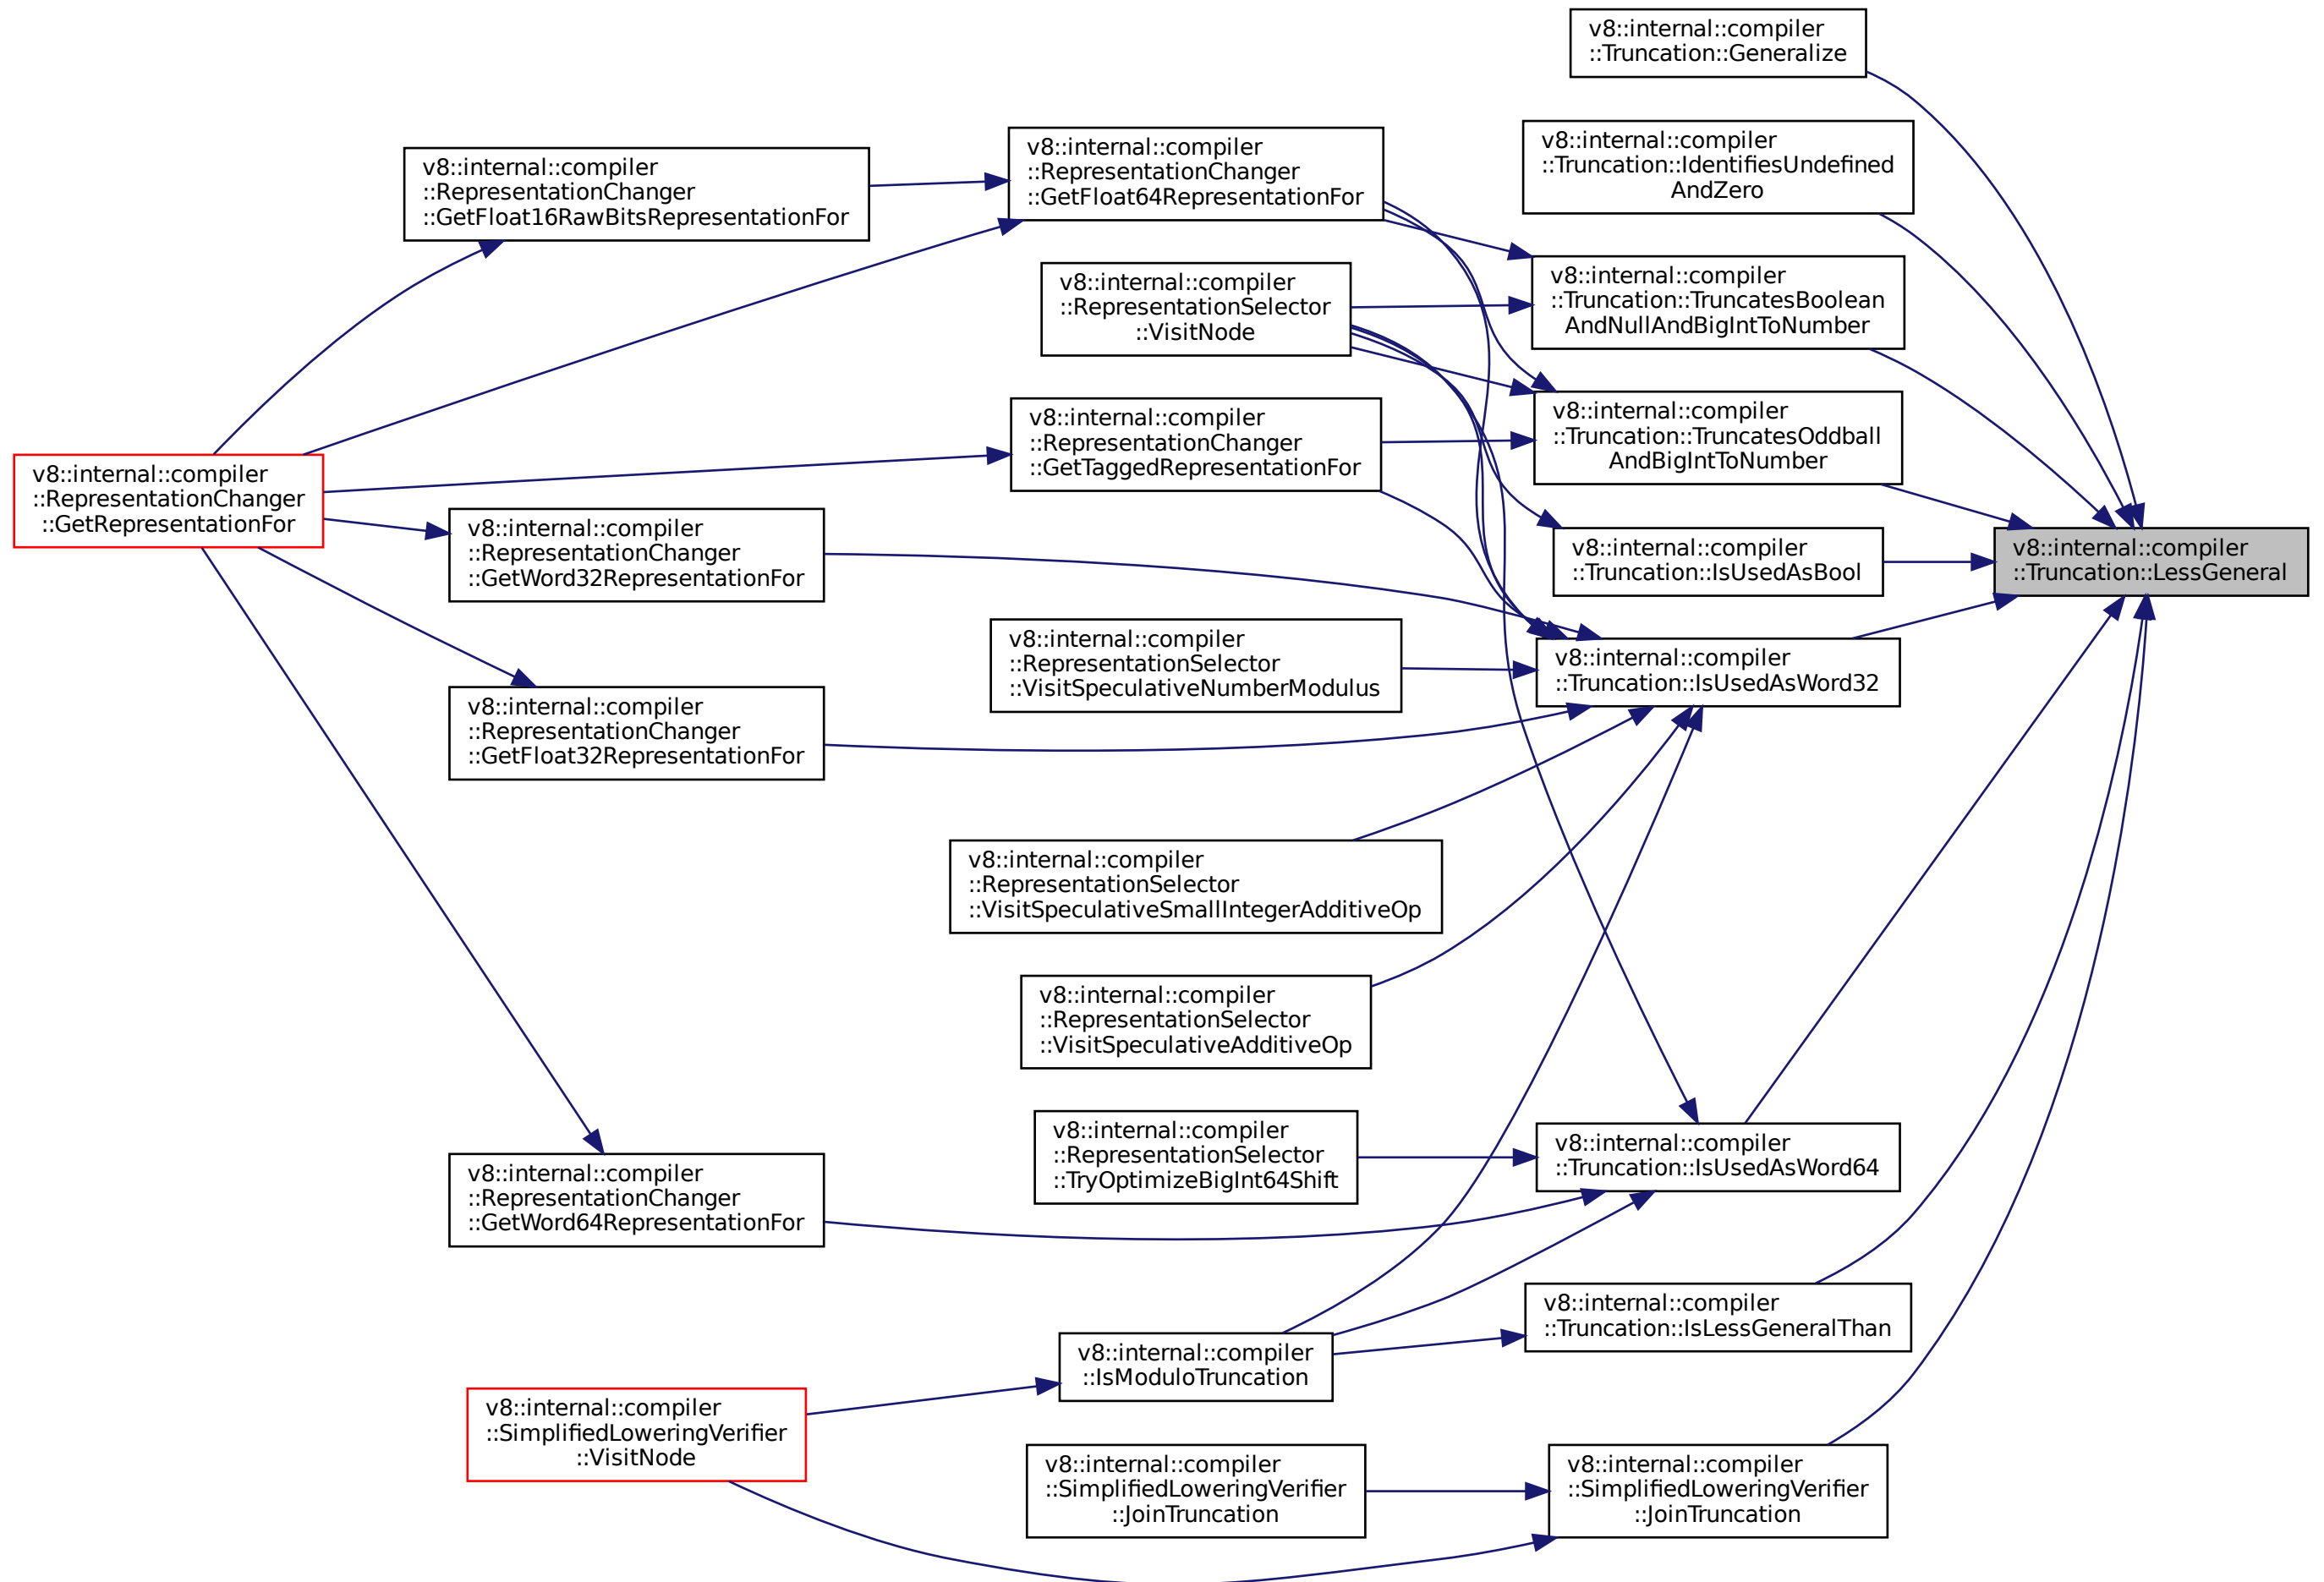 v8::internal::compiler
::Truncation::Generalize
v8::internal::compiler
::Truncation::IdentifiesUndefined
AndZero
v8::internal::compiler
::RepresentationChanger
::GetFloat64RepresentationFor
v8::internal::compiler
::RepresentationChanger
::GetFloat16RawBitsRepresentationFor
v8::internal::compiler
::Truncation::TruncatesBoolean
AndNullAndBigIntToNumber
v8::internal::compiler
::RepresentationSelector
::VisitNode
v8::internal::compiler
::Truncation::TruncatesOddball
AndBigIntToNumber
v8::internal::compiler
::RepresentationChanger
::GetTaggedRepresentationFor
v8::internal::compiler
::RepresentationChanger
::GetRepresentationFor
v8::internal::compiler
::RepresentationChanger
::GetWord32RepresentationFor
v8::internal::compiler
::Truncation::IsUsedAsBool
v8::internal::compiler
::Truncation::LessGeneral
v8::internal::compiler
::RepresentationSelector
::VisitSpeculativeNumberModulus
v8::internal::compiler
::Truncation::IsUsedAsWord32
v8::internal::compiler
::RepresentationChanger
::GetFloat32RepresentationFor
v8::internal::compiler
::RepresentationSelector
::VisitSpeculativeSmallIntegerAdditiveOp
v8::internal::compiler
::RepresentationSelector
::VisitSpeculativeAdditiveOp
v8::internal::compiler
::RepresentationSelector
::TryOptimizeBigInt64Shift
v8::internal::compiler
::Truncation::IsUsedAsWord64
v8::internal::compiler
::RepresentationChanger
::GetWord64RepresentationFor
v8::internal::compiler
::Truncation::IsLessGeneralThan
v8::internal::compiler
::IsModuloTruncation
v8::internal::compiler
::SimplifiedLoweringVerifier
::VisitNode
v8::internal::compiler
::SimplifiedLoweringVerifier
::JoinTruncation
v8::internal::compiler
::SimplifiedLoweringVerifier
::JoinTruncation